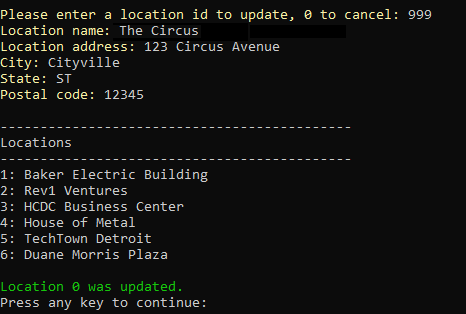 Please enter a location id to update, 0 to cancel: 999
Location name: The Circus
Location address: 123 Circus Avenue
City: Cityville
State: ST
Postal code: 12345
--------------------------------------------
Locations
--------------------------------------------
1: Baker Electric Building
2: Rev1 Ventures
3: HCDC Business Center
4: House of Metal
5: TechTown Detroit
6: Duane Morris Plaza
Location 0 was updated.
Press any key to continue: